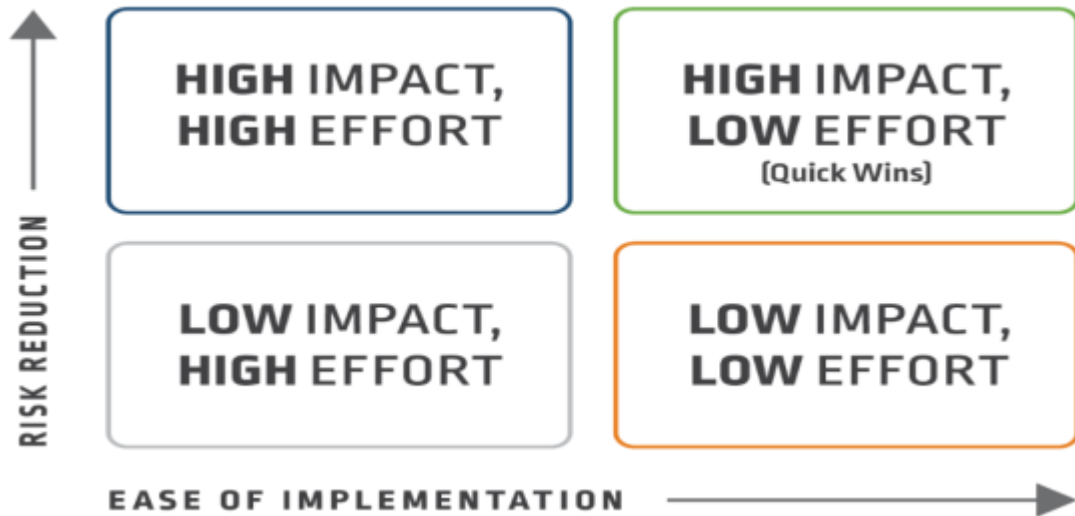 HIGH IMPACT,
HIGH EFFORT
HIGH IMPACT,
LOW EFFORT
(Quick Wins)
RISK REDUCTION
LOW IMPACT,
HIGH EFFORT
LOW IMPACT,
LOW EFFORT
EASE OF IMPLEMENTATION